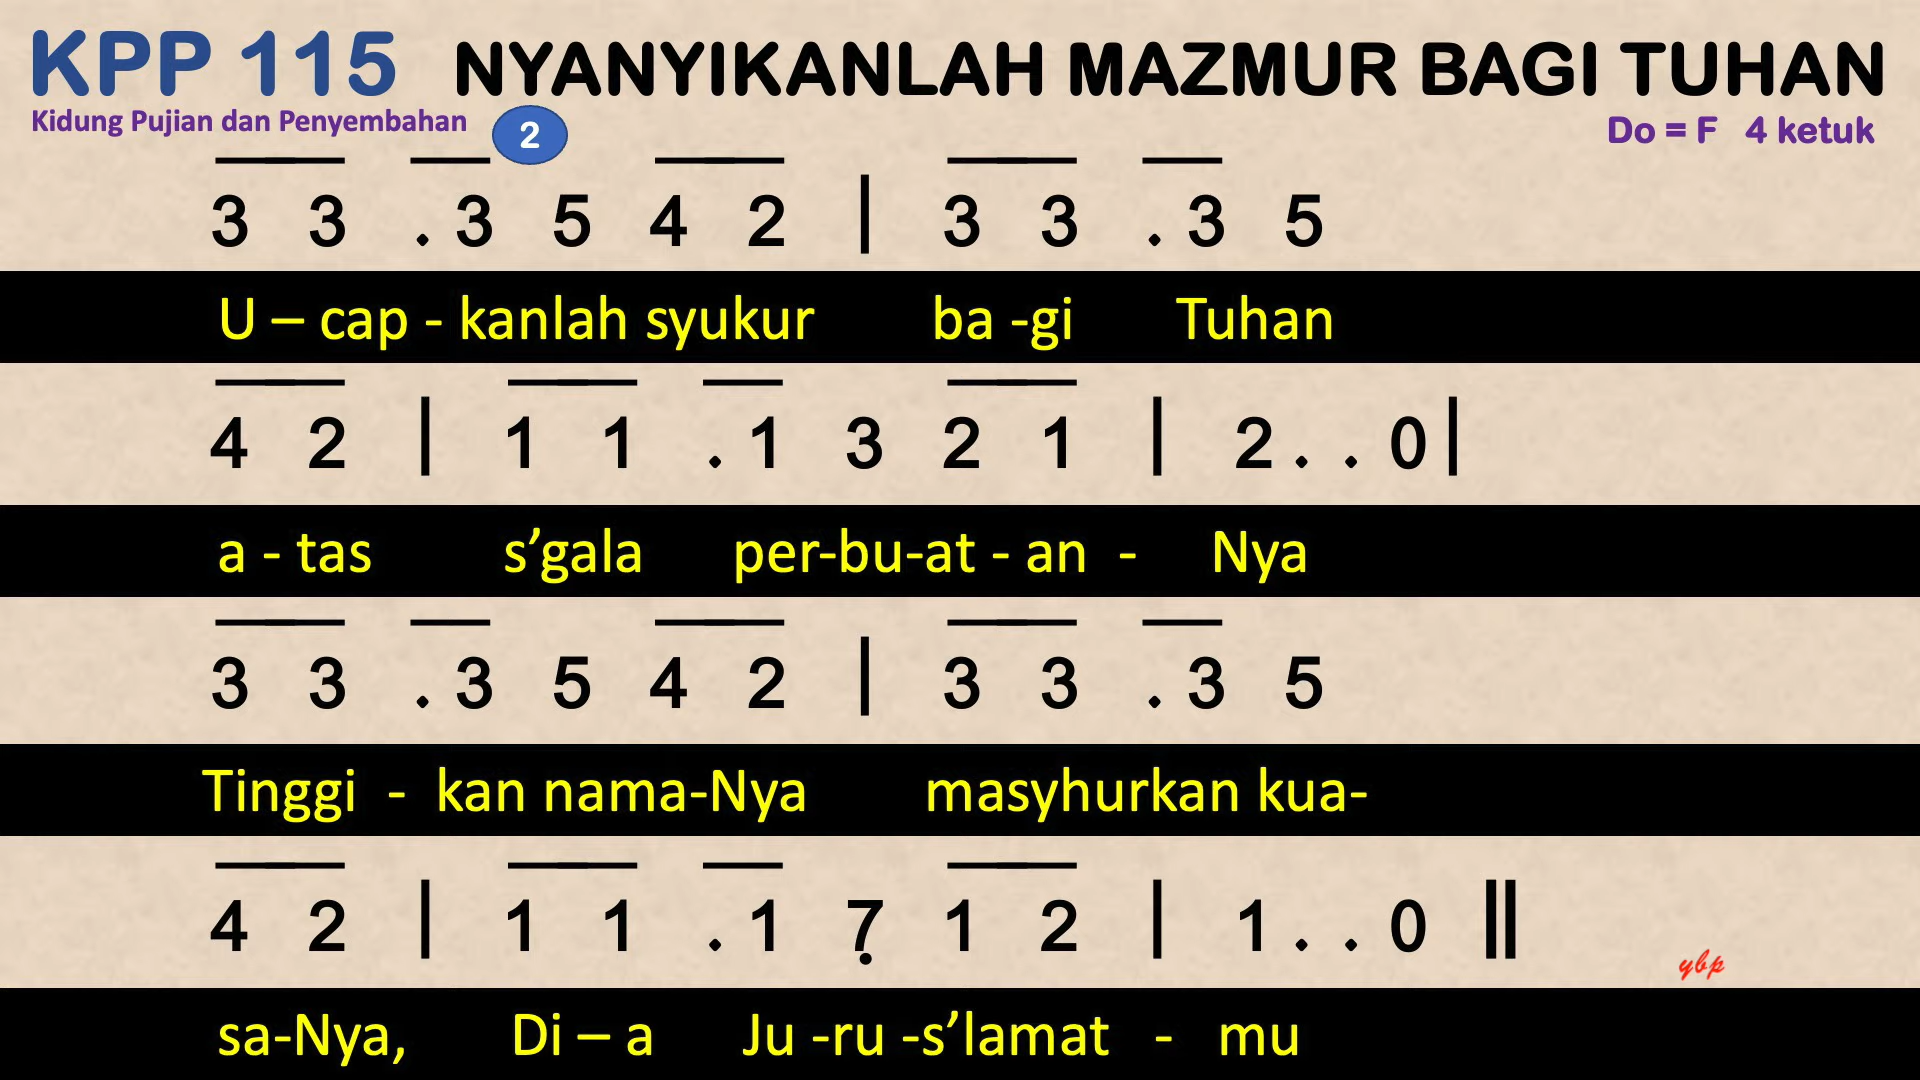 KPP 115 NYANYIKANLAH MAZMUR BAGI TUHAN
Kidung Pujian dan Penyembahan 2 Do = F 4 ketuk
3 3 . 3 5 4 2 | 3 3 . 3 5
U – cap - kanlah syukur ba -gi Tuhan
4 2 | 1 1 . 1 3 2 1 | 2 . . 0 |
a - tas s’gala per-bu-at - an - Nya
3 3 . 3 5 4 2 | 3 3 . 3 5
Tinggi - kan nama-Nya masyhurkan kua-
4 2 | 1 1 . 1 7̣ 1 2 | 1 . . 0 ||
ybp
sa-Nya, Di – a Ju -ru -s’lamat - mu